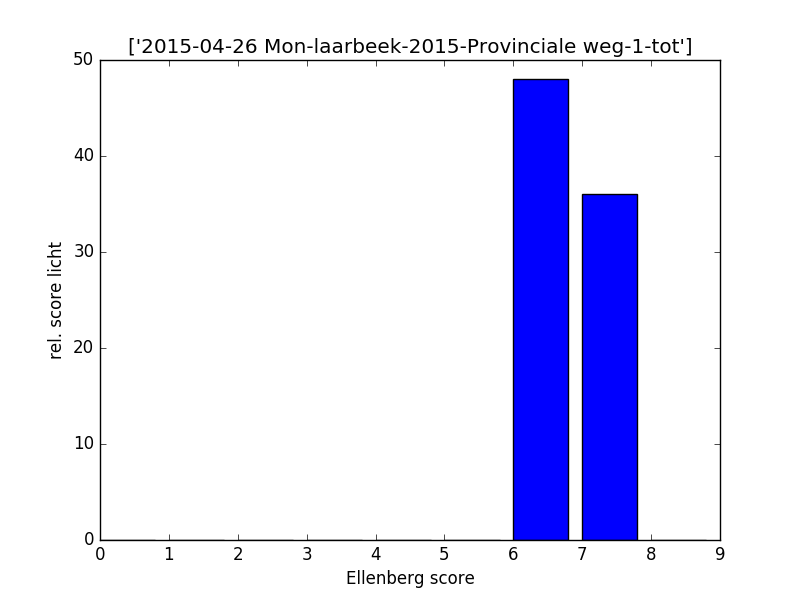 ['2015-04-26 Mon-laarbeek-2015-Provinciale weg-1-tot']
50
40
30
20
10
0
rel. score licht
0 1 2 3 4 5 6 7 8 9
Ellenberg score